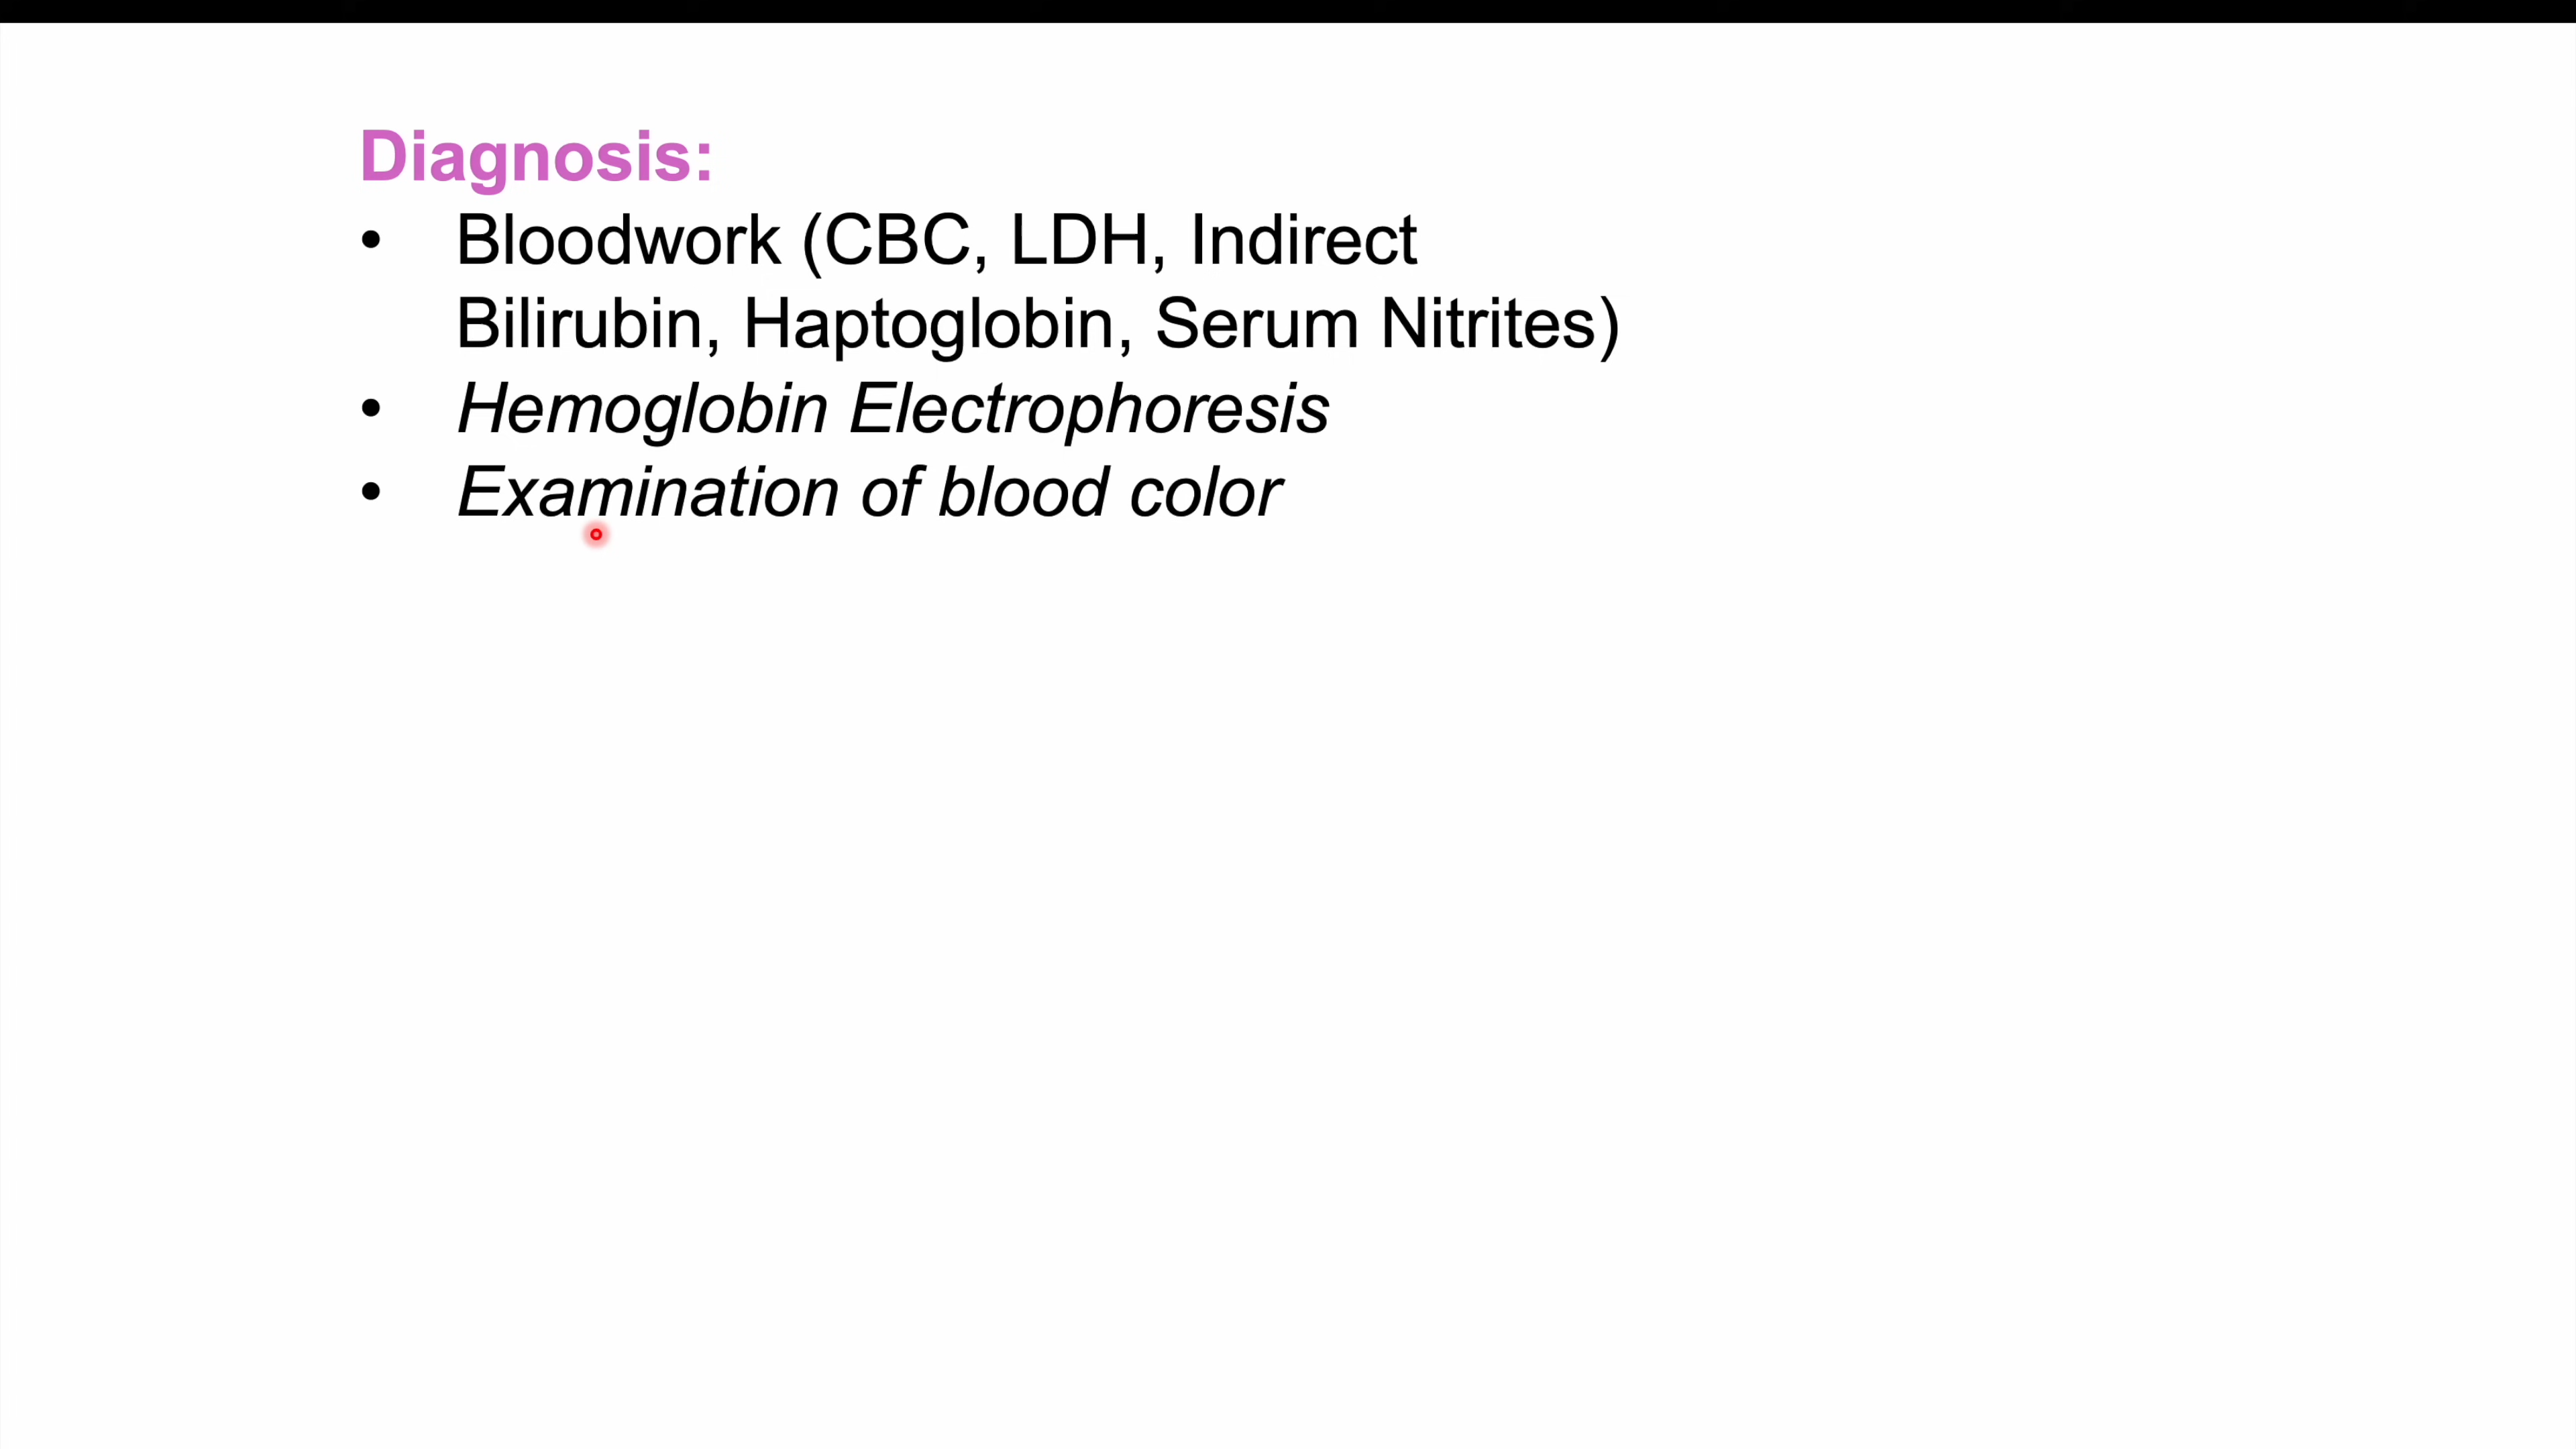 Diagnosis:
• Bloodwork (CBC, LDH, Indirect
Bilirubin, Haptoglobin, Serum Nitrites)
• Hemoglobin Electrophoresis
• Examination of blood color